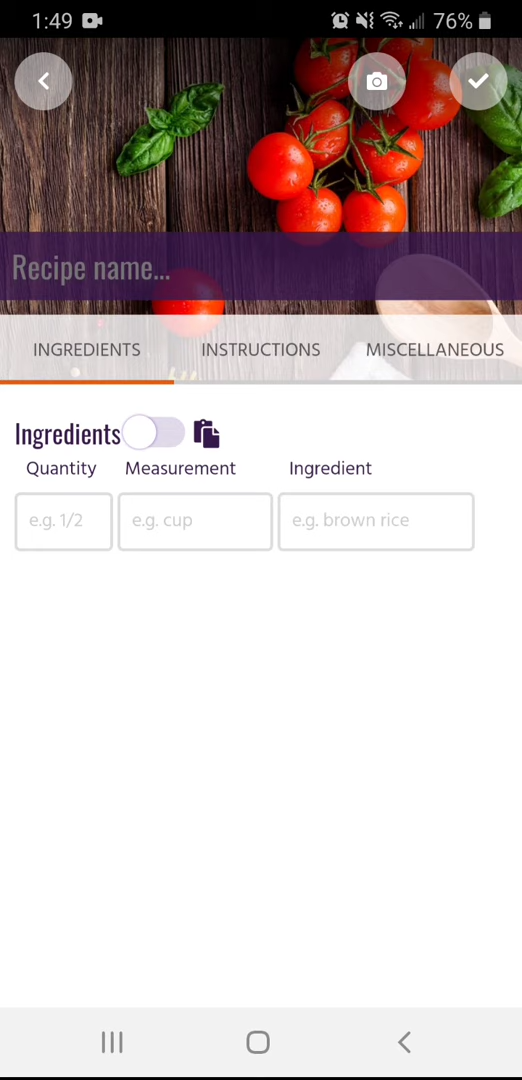 1:49 76%
Recipe name...
INGREDIENTS INSTRUCTIONS MISCELLANEOUS
Ingredients
Quantity Measurement Ingredient
e.g. 1/2 e.g. cup e.g. brown rice